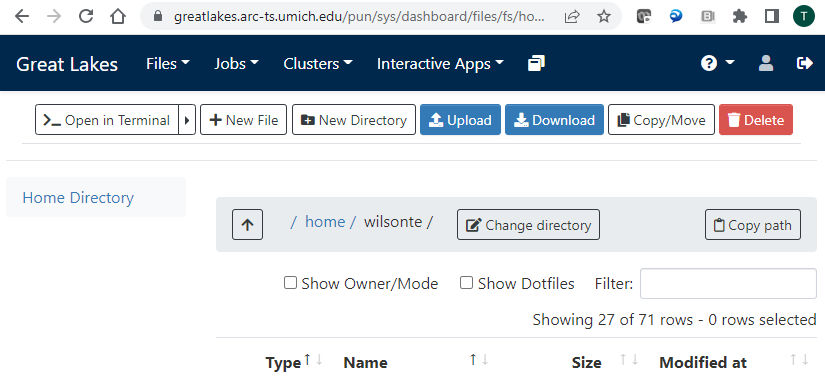 greatlakes.arc-ts.umich.edu/pun/sys/dashboard/files/fs/ho...
T
Great Lakes Files Jobs Clusters Interactive Apps
Open in Terminal New File New Directory Upload Download Copy/Move Delete
Home Directory
/ home / wilsonte / Change directory Copy path
Show Owner/Mode Show Dotfiles Filter:
Showing 27 of 71 rows - 0 rows selected
Type Name Size Modified at